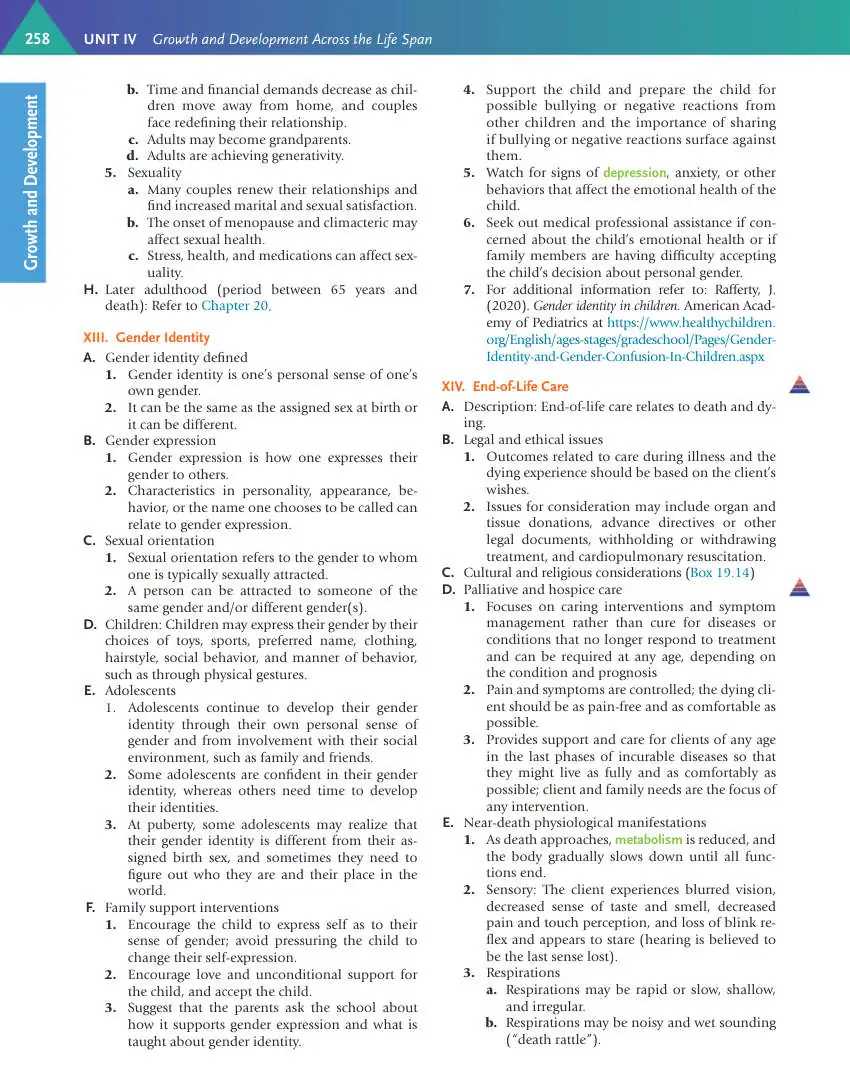 258
UNIT IV Growth and Development Across the Life Span
Growth and Development
b. Time and financial demands decrease as chil-
dren move away from home, and couples
face redefining their relationship.
c. Adults may become grandparents.
d. Adults are achieving generativity.
5. Sexuality
a. Many couples renew their relationships and
find increased marital and sexual satisfaction.
b. The onset of menopause and climacteric may
affect sexual health.
c. Stress, health, and medications can affect sex-
uality.
H. Later adulthood (period between 65 years and
death): Refer to Chapter 20.
XIII. Gender Identity
A. Gender identity defined
1. Gender identity is one’s personal sense of one’s
own gender.
2. It can be the same as the assigned sex at birth or
it can be different.
B. Gender expression
1. Gender expression is how one expresses their
gender to others.
2. Characteristics in personality, appearance, be-
havior, or the name one chooses to be called can
relate to gender expression.
C. Sexual orientation
1. Sexual orientation refers to the gender to whom
one is typically sexually attracted.
2. A person can be attracted to someone of the
same gender and/or different gender(s).
D. Children: Children may express their gender by their
choices of toys, sports, preferred name, clothing,
hairstyle, social behavior, and manner of behavior,
such as through physical gestures.
E. Adolescents
1. Adolescents continue to develop their gender
identity through their own personal sense of
gender and from involvement with their social
environment, such as family and friends.
2. Some adolescents are confident in their gender
identity, whereas others need time to develop
their identities.
3. At puberty, some adolescents may realize that
their gender identity is different from their as-
signed birth sex, and sometimes they need to
figure out who they are and their place in the
world.
F. Family support interventions
1. Encourage the child to express self as to their
sense of gender; avoid pressuring the child to
change their self-expression.
2. Encourage love and unconditional support for
the child, and accept the child.
3. Suggest that the parents ask the school about
how it supports gender expression and what is
taught about gender identity.
4. Support the child and prepare the child for
possible bullying or negative reactions from
other children and the importance of sharing
if bullying or negative reactions surface against
them.
5. Watch for signs of depression, anxiety, or other
behaviors that affect the emotional health of the
child.
6. Seek out medical professional assistance if con-
cerned about the child’s emotional health or if
family members are having difficulty accepting
the child’s decision about personal gender.
7. For additional information refer to: Rafferty, J.
(2020). Gender identity in children. American Acad-
emy of Pediatrics at https://www.healthychildren.
org/English/ages-stages/gradeschool/Pages/Gender-
Identity-and-Gender-Confusion-In-Children.aspx
XIV. End-of-Life Care
A. Description: End-of-life care relates to death and dy-
ing.
B. Legal and ethical issues
1. Outcomes related to care during illness and the
dying experience should be based on the client’s
wishes.
2. Issues for consideration may include organ and
tissue donations, advance directives or other
legal documents, withholding or withdrawing
treatment, and cardiopulmonary resuscitation.
C. Cultural and religious considerations (Box 19.14)
D. Palliative and hospice care
1. Focuses on caring interventions and symptom
management rather than cure for diseases or
conditions that no longer respond to treatment
and can be required at any age, depending on
the condition and prognosis
2. Pain and symptoms are controlled; the dying cli-
ent should be as pain-free and as comfortable as
possible.
3. Provides support and care for clients of any age
in the last phases of incurable diseases so that
they might live as fully and as comfortably as
possible; client and family needs are the focus of
any intervention.
E. Near-death physiological manifestations
1. As death approaches, metabolism is reduced, and
the body gradually slows down until all func-
tions end.
2. Sensory: The client experiences blurred vision,
decreased sense of taste and smell, decreased
pain and touch perception, and loss of blink re-
flex and appears to stare (hearing is believed to
be the last sense lost).
3. Respirations
a. Respirations may be rapid or slow, shallow,
and irregular.
b. Respirations may be noisy and wet sounding
(“death rattle”).